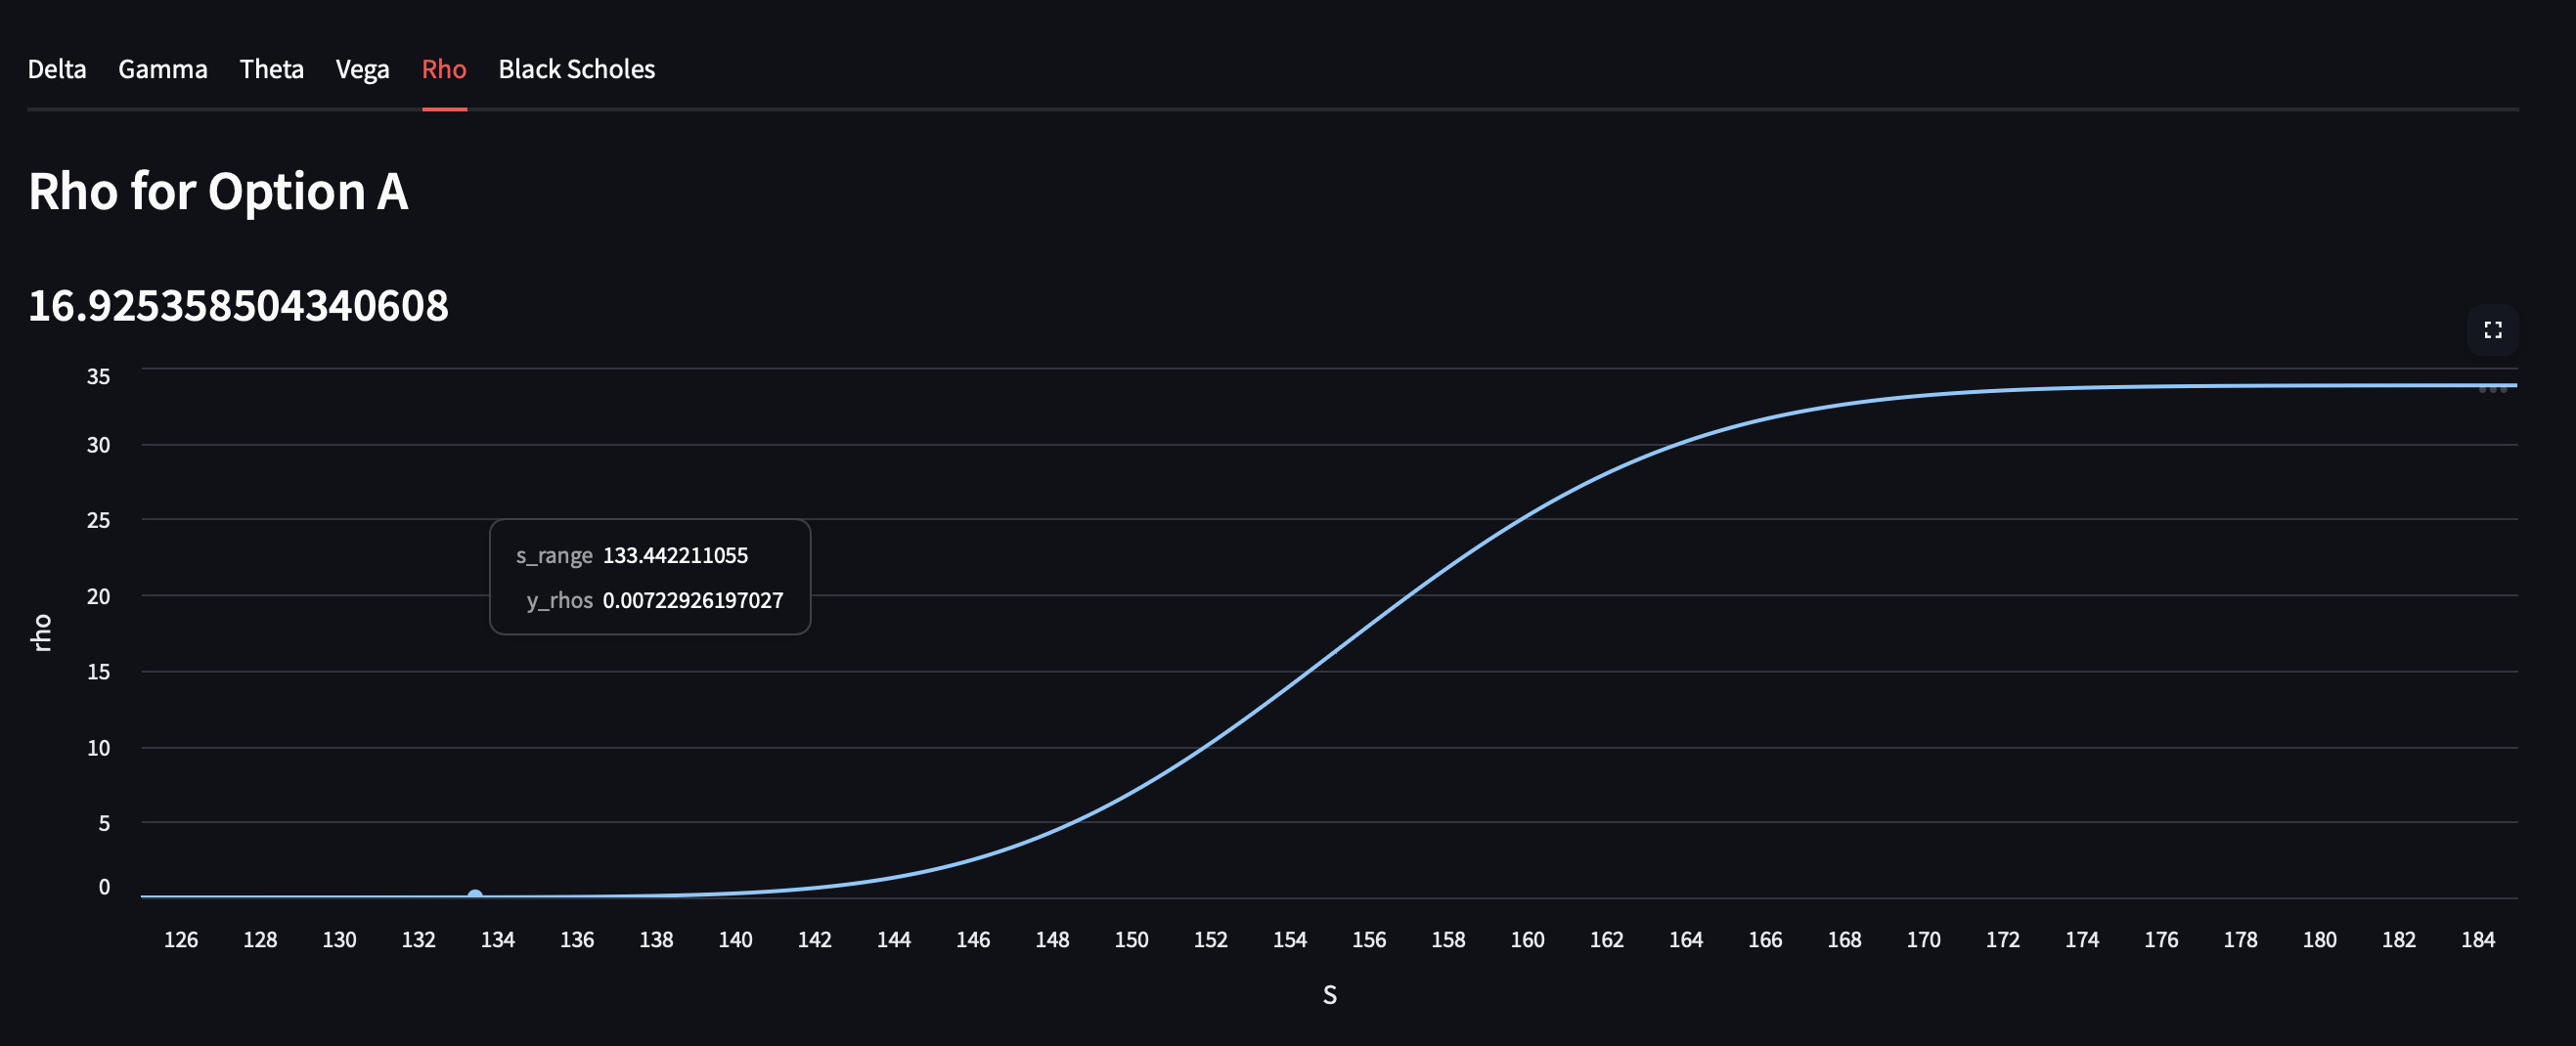 Delta Gamma Theta Vega Rho Black Scholes
Rho for Option A
16.925358504340608
35
30
25
20
15
10
5
0
rho
s_range 133.442211055
y_rhos 0.00722926197027
126 128 130 132 134 136 138 140 142 144 146 148 150 152 154 156 158 160 162 164 166 168 170 172 174 176 178 180 182 184
S